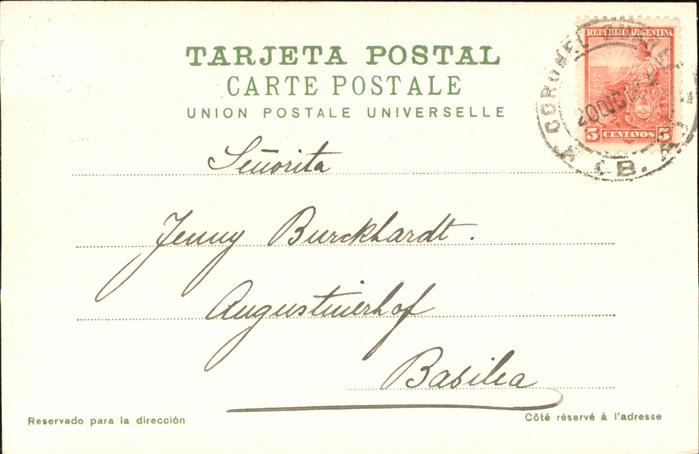 TARJETA POSTAL
CARTE POSTALE
UNION POSTALE UNIVERSELLE
REPUBLICA ARGENTINA
5 CENTAVOS 5
CORONEL
(B. A.)
Señorita
Jenny Burckhardt.
Augustinerhof
Basilea
Reservado para la dirección
Côté réservé à l'adresse